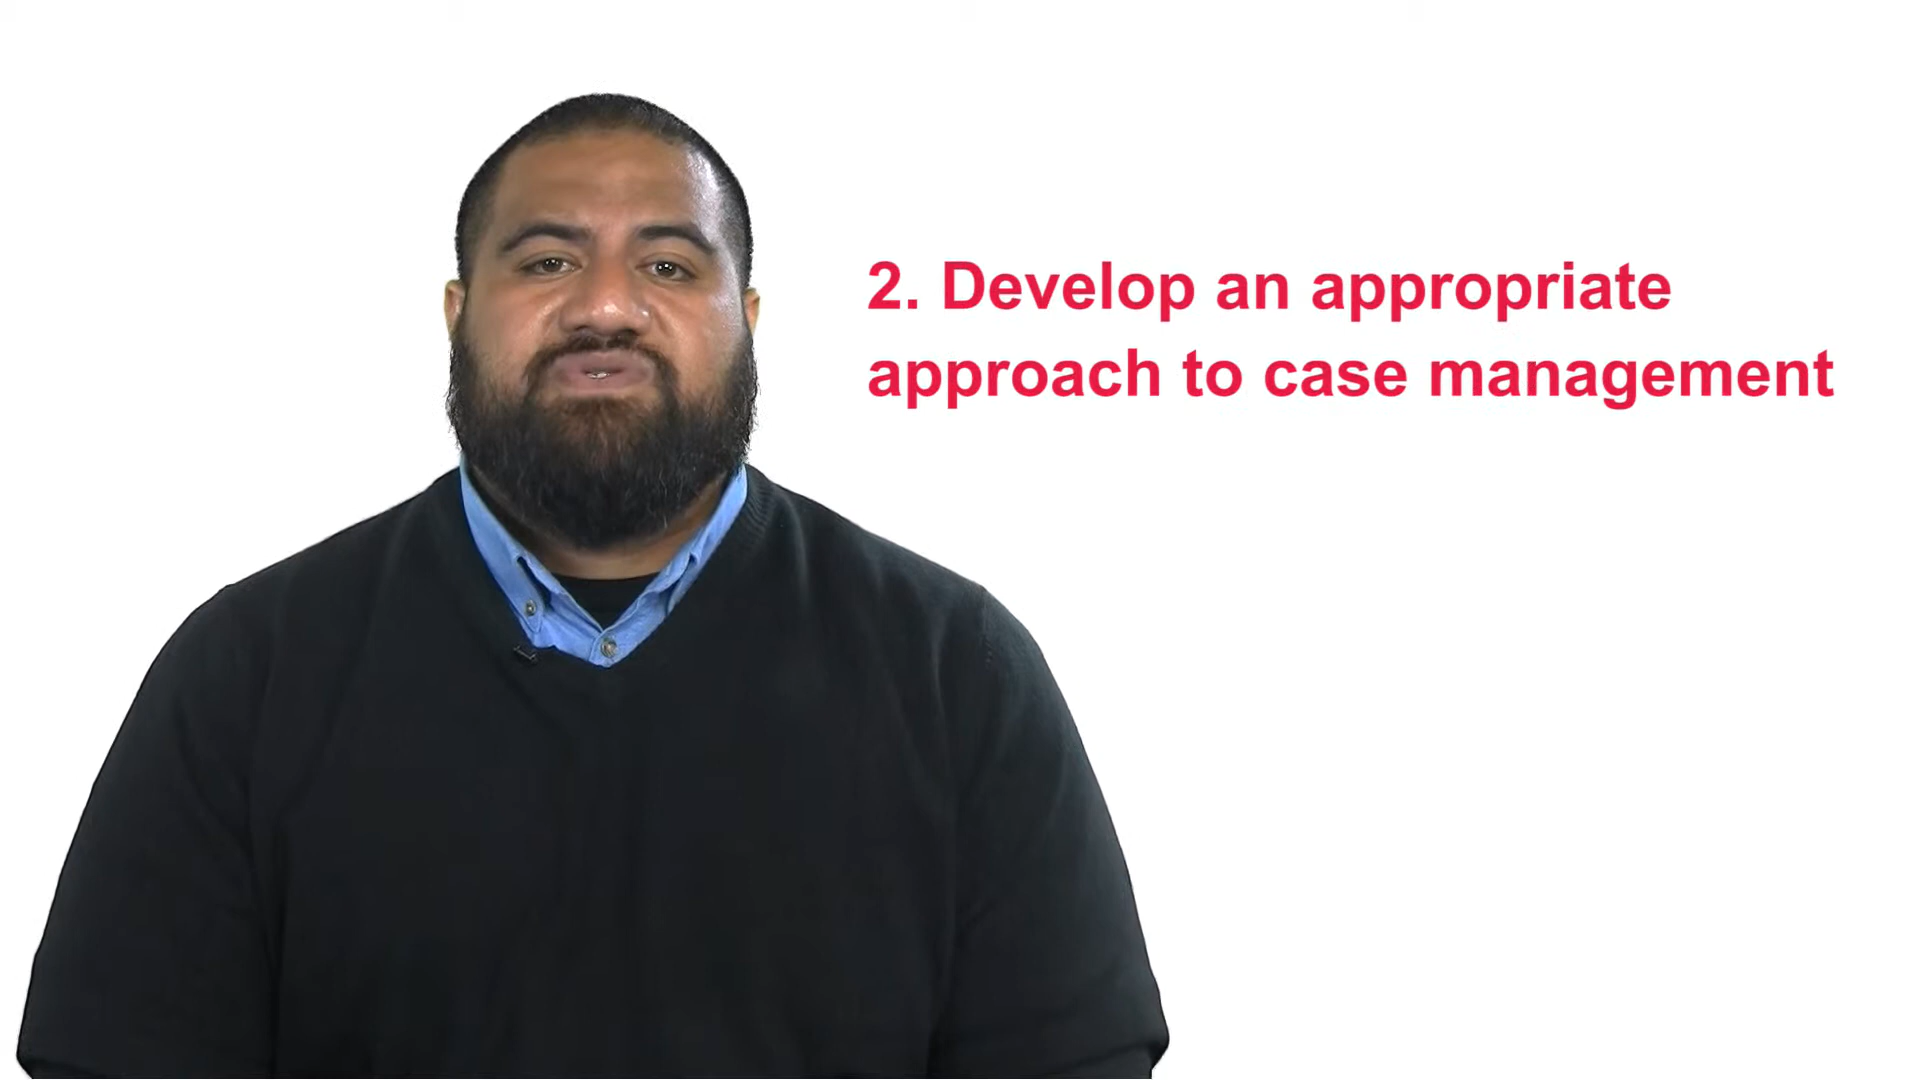 2. Develop an appropriate
approach to case management